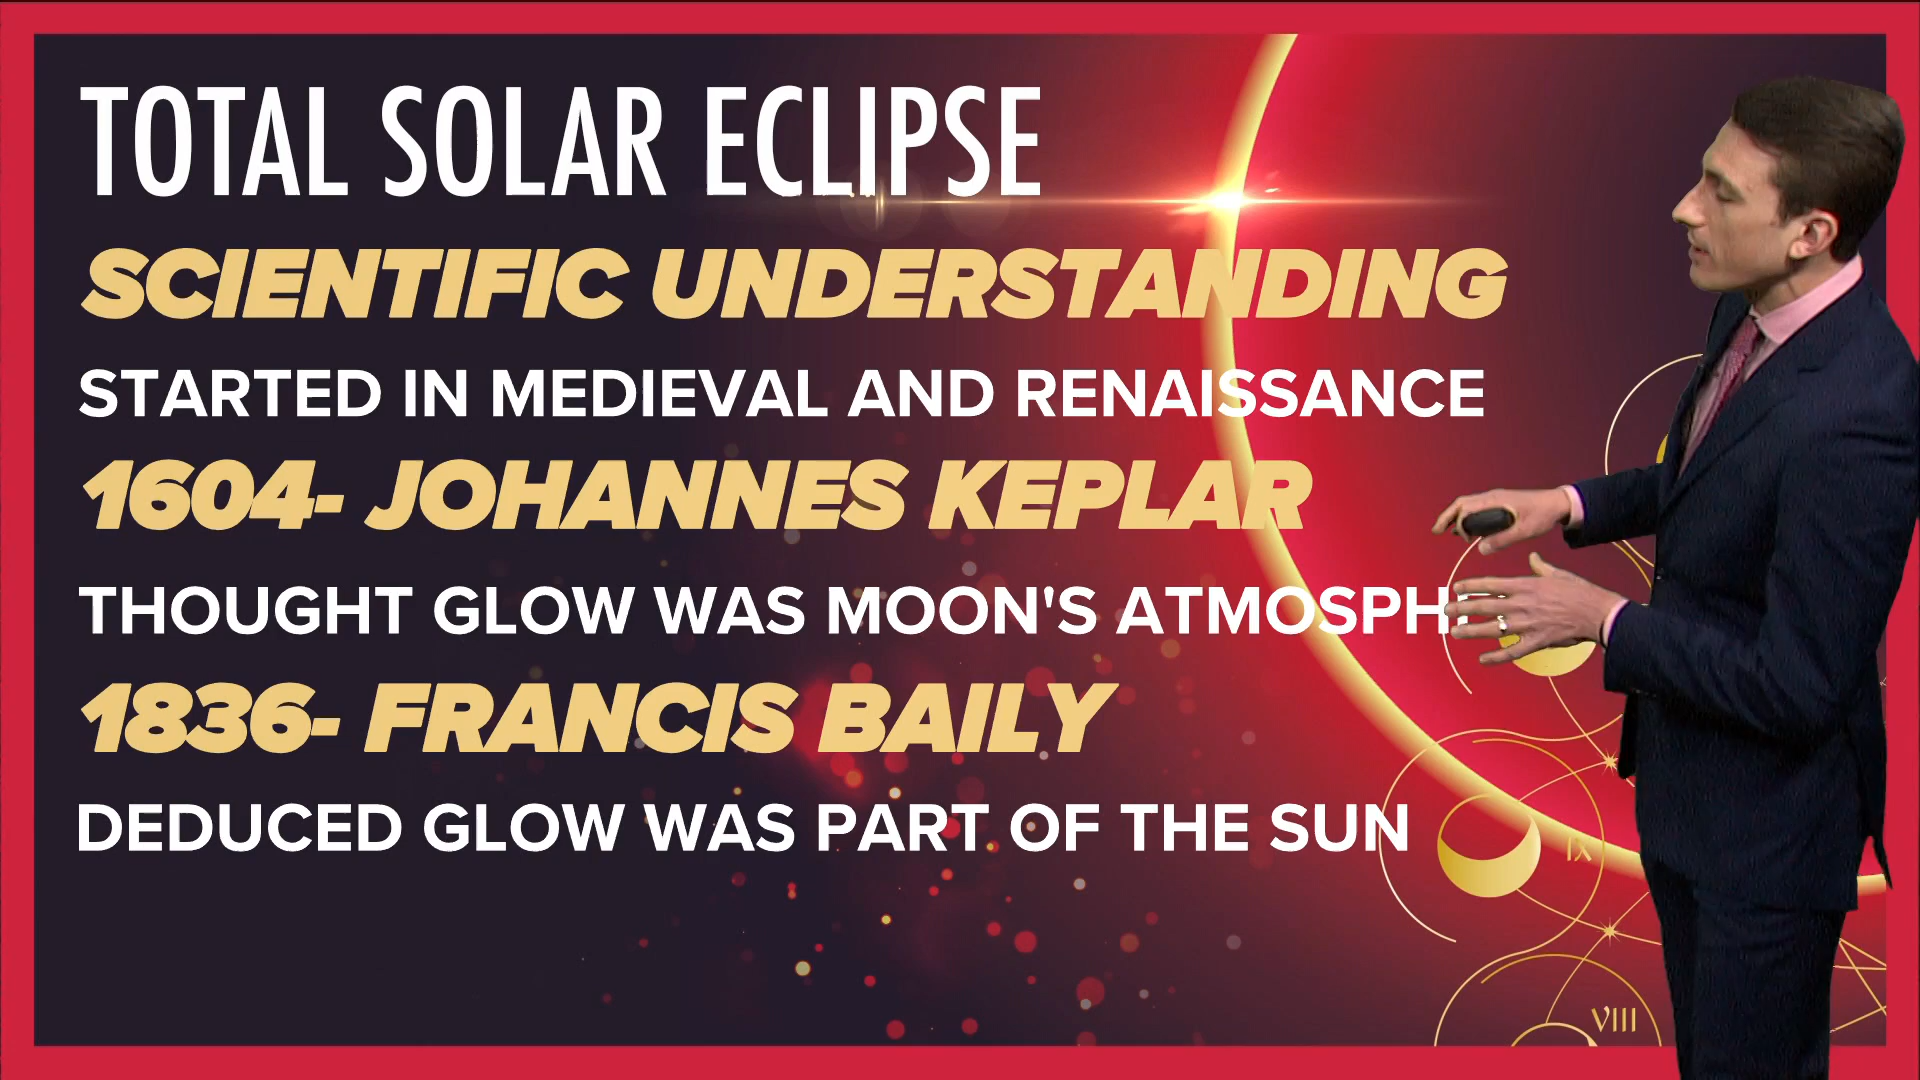 TOTAL SOLAR ECLIPSE
SCIENTIFIC UNDERSTANDING
STARTED IN MEDIEVAL AND RENAISSANCE
1604- JOHANNES KEPLAR
THOUGHT GLOW WAS MOON'S
1836- FRANCIS BAILY
DEDUCED GLOW WAS PART OF THE SUN
IX
VIII